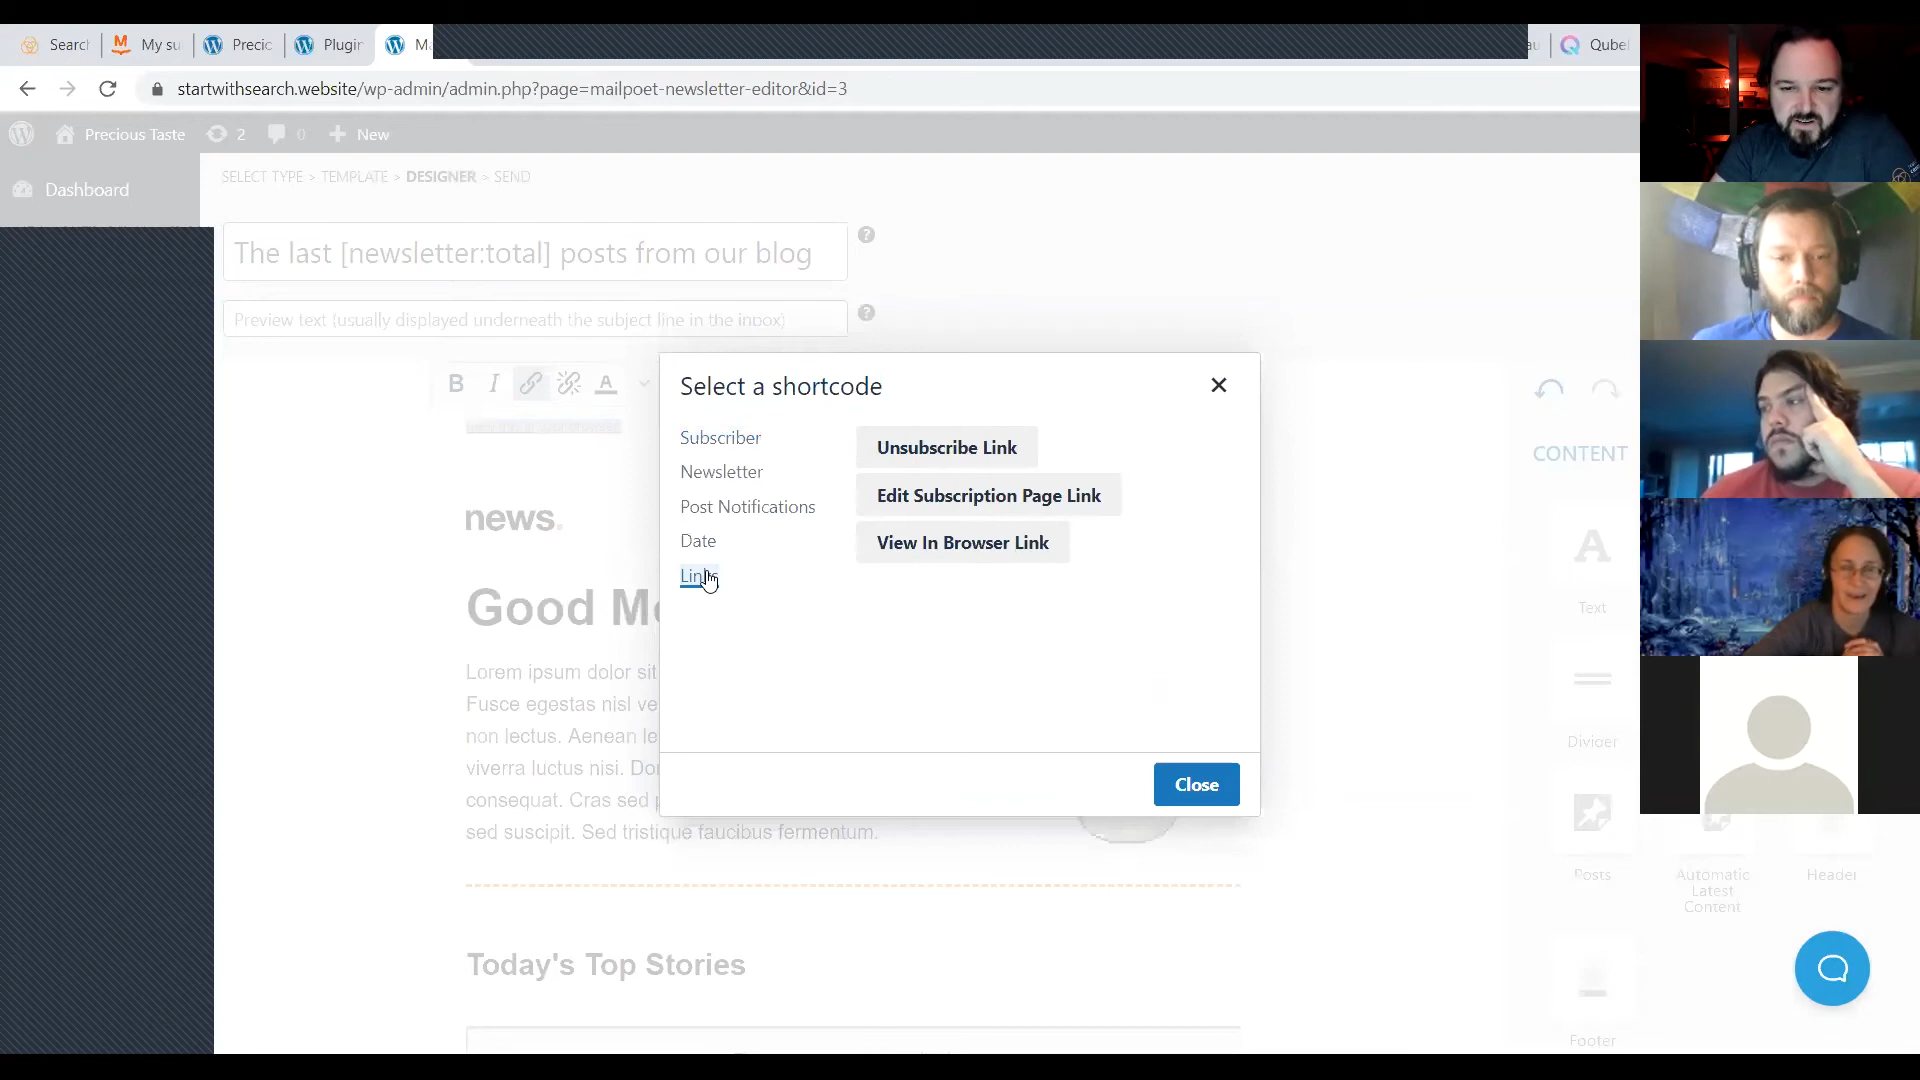 Search
My su
Precio
Plugin
Ma
au
Qube
startwithsearch.website/wp-admin/admin.php?page=mailpoet-newsletter-editor&id=3
Precious Taste
2
0
New
Dashboard
SELECT TYPE > TEMPLATE > DESIGNER > SEND
The last [newsletter:total] posts from our blog
?
Preview text (usually displayed underneath the subject line in the inbox)
?
B I A
Select a shortcode
Subscriber
Newsletter
Post Notifications
Date
Links
Unsubscribe Link
Edit Subscription Page Link
View In Browser Link
Close
news.
Good Mo
Lorem ipsum dolor sit
Fusce egestas nisl ve
non lectus. Aenean le
viverra luctus nisi. Do
consequat. Cras sed p
sed suscipit. Sed tristique faucibus fermentum.
Today's Top Stories
CONTENT
A
Text
Divider
Posts
Automatic
Latest
Content
Header
Footer